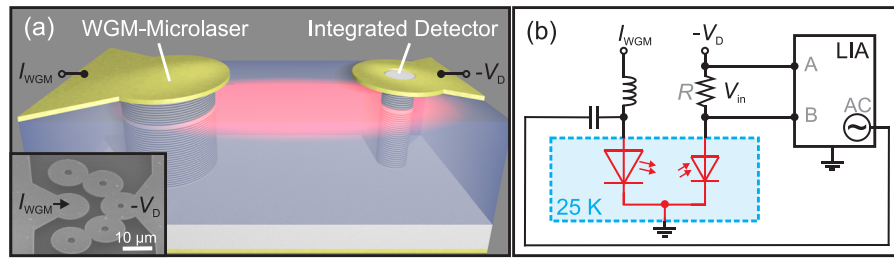 (a)
WGM-Microlaser
Integrated Detector
I_WGM
-V_D
I_WGM
-V_D
10 µm
(b)
I_WGM
-V_D
LIA
A
R
V_in
B
AC
25 K